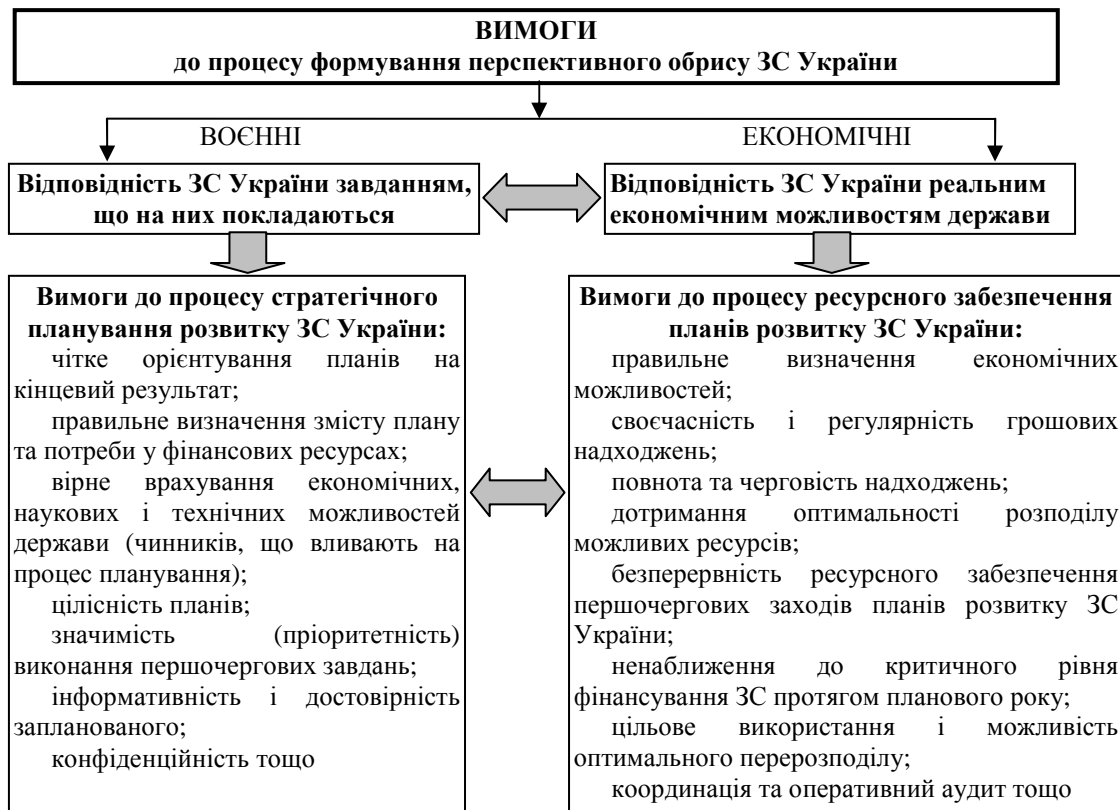 ВИМОГИ
до процесу формування перспективного обрису ЗС України
ВОЄННІ
ЕКОНОМІЧНІ
Відповідність ЗС України завданням,
що на них покладаються
Відповідність ЗС України реальним
економічним можливостям держави
Вимоги до процесу стратегічного
планування розвитку ЗС України:
чітке орієнтування планів на
кінцевий результат;
правильне визначення змісту плану
та потреби у фінансових ресурсах;
вірне врахування економічних,
наукових і технічних можливостей
держави (чинників, що вливають на
процес планування);
цілісність планів;
значимість (пріоритетність)
виконання першочергових завдань;
інформативність і достовірність
запланованого;
конфіденційність тощо
Вимоги до процесу ресурсного забезпечення
планів розвитку ЗС України:
правильне визначення економічних
можливостей;
своєчасність і регулярність грошових
надходжень;
повнота та черговість надходжень;
дотримання оптимальності розподілу
можливих ресурсів;
безперервність ресурсного забезпечення
першочергових заходів планів розвитку ЗС
України;
ненаближення до критичного рівня
фінансування ЗС протягом планового року;
цільове використання і можливість
оптимального перерозподілу;
координація та оперативний аудит тощо